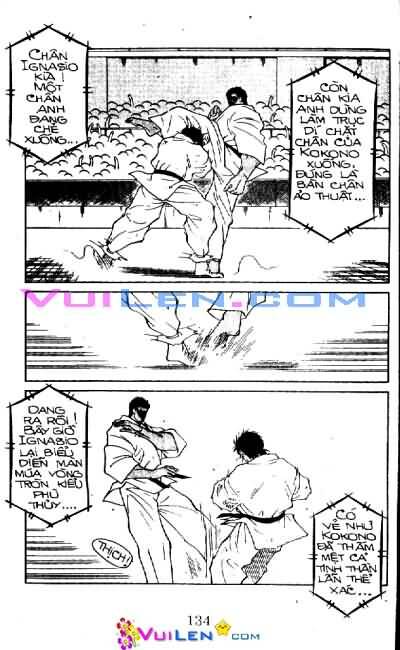 CHÂN
IGNASIO
KÌA!
MỘT
CHÂN
ANH
ĐANG
CHẾ
XUỐNG...
CÒN
CHÂN KIA
ANH DÙNG
LÀM TRỤC
DI CHẶT
CHÂN CỦA
KOKONO
XUỐNG,
ĐÚNG LÀ
BÀN CHÂN
ẢO THUẬT...
VUILEN.COM
DANG
RA RỒI!
BÂY GIỜ
IGNASIO
LẠI BIỂU
DIỄN MÀN
MÚA VÒNG
TRÒN KIỂU
PHÙ
THỦY....
THỊCH!
CÓ
VẺ NHƯ
KOKONO
ĐÃ THẤM
MỆT CẢ
TINH THẦN
LẪN THỂ
XÁC...
134
VUILEN.COM